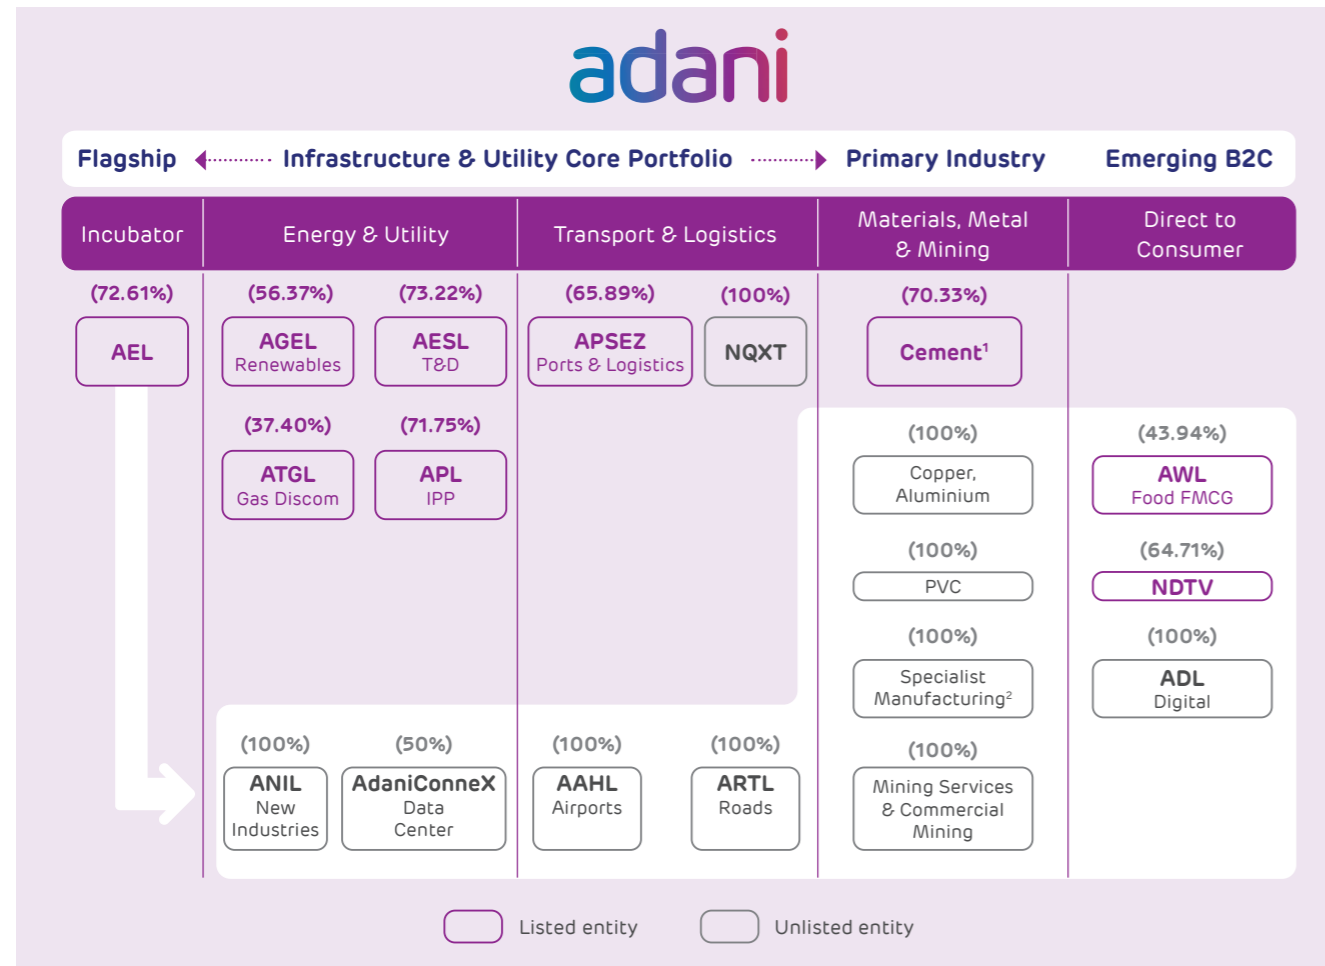 adani
Flagship Infrastructure & Utility Core Portfolio Primary Industry Emerging B2C
Incubator
Energy & Utility
Transport & Logistics
Materials, Metal
& Mining
Direct to
Consumer
(72.61%)
AEL
(56.37%)
AGEL
Renewables
(73.22%)
AESL
T&D
(37.40%)
ATGL
Gas Discom
(71.75%)
APL
IPP
(65.89%)
APSEZ
Ports & Logistics
(100%)
NQXT
(70.33%)
Cement¹
(100%)
Copper,
Aluminium
(100%)
PVC
(100%)
Specialist
Manufacturing²
(100%)
Mining Services
& Commercial
Mining
(43.94%)
AWL
Food FMCG
(64.71%)
NDTV
(100%)
ADL
Digital
(100%)
ANIL
New
Industries
(50%)
AdaniConneX
Data
Center
(100%)
AAHL
Airports
(100%)
ARTL
Roads
Listed entity
Unlisted entity